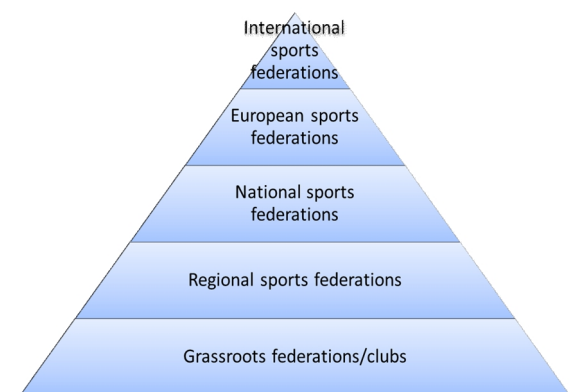 International
sports
federations
European sports
federations
National sports
federations
Regional sports federations
Grassroots federations/clubs